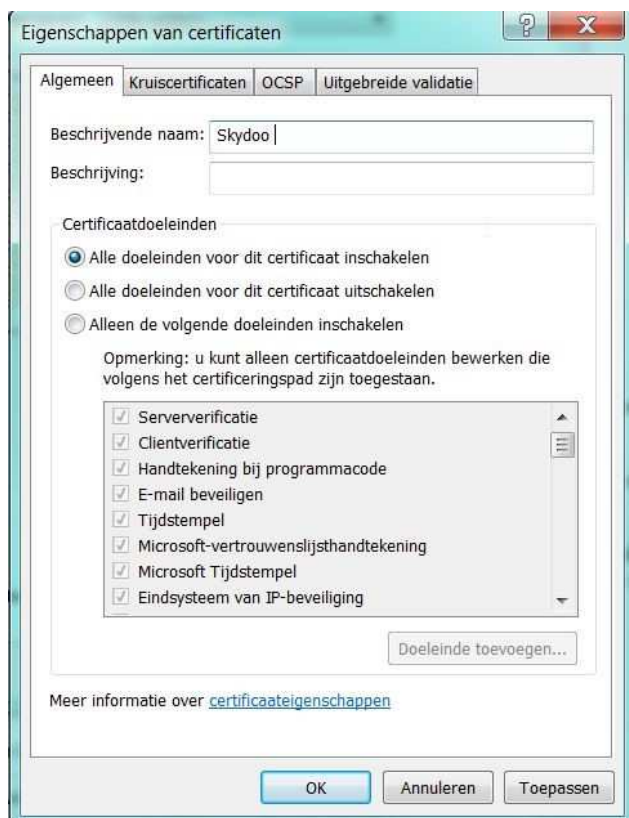 Eigenschappen van certificaten
Algemeen Kruiscertificaten OCSP Uitgebreide validatie
Beschrijvende naam: Skydoo
Beschrijving:
Certificaatdoeleinden
Alle doeleinden voor dit certificaat inschakelen
Alle doeleinden voor dit certificaat uitschakelen
Alleen de volgende doeleinden inschakelen
Opmerking: u kunt alleen certificaatdoeleinden bewerken die
volgens het certificeringspad zijn toegestaan.
Serververificatie
Clientverificatie
Handtekening bij programmacode
E-mail beveiligen
Tijdstempel
Microsoft-vertrouwenslijsthandtekening
Microsoft Tijdstempel
Eindsysteem van IP-beveiliging
Doeleinde toevoegen...
Meer informatie over certificaateigenschappen
OK Annuleren Toepassen